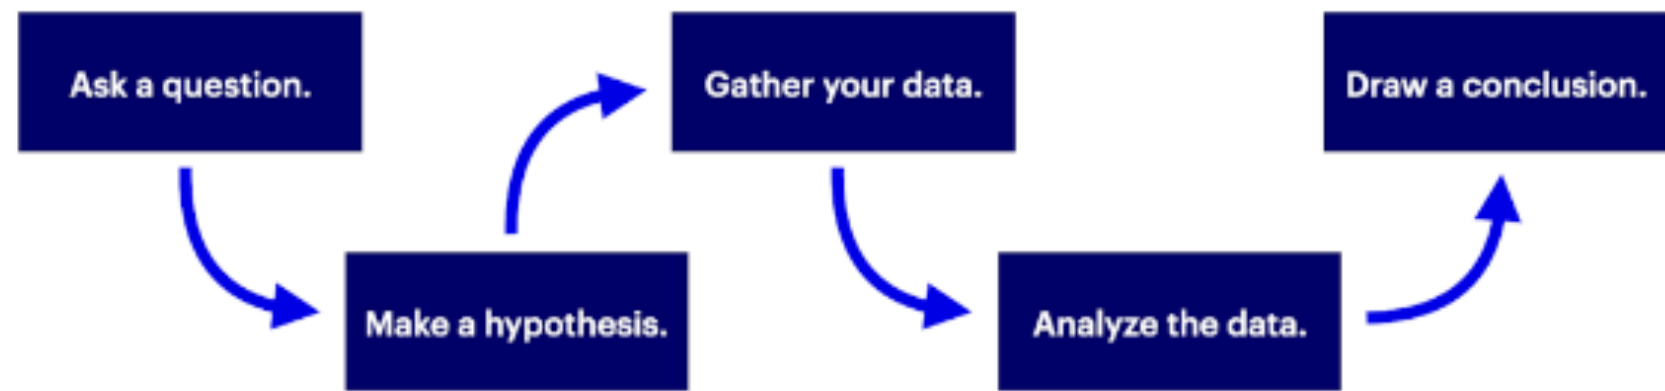 Ask a question.
Make a hypothesis.
Gather your data.
Analyze the data.
Draw a conclusion.